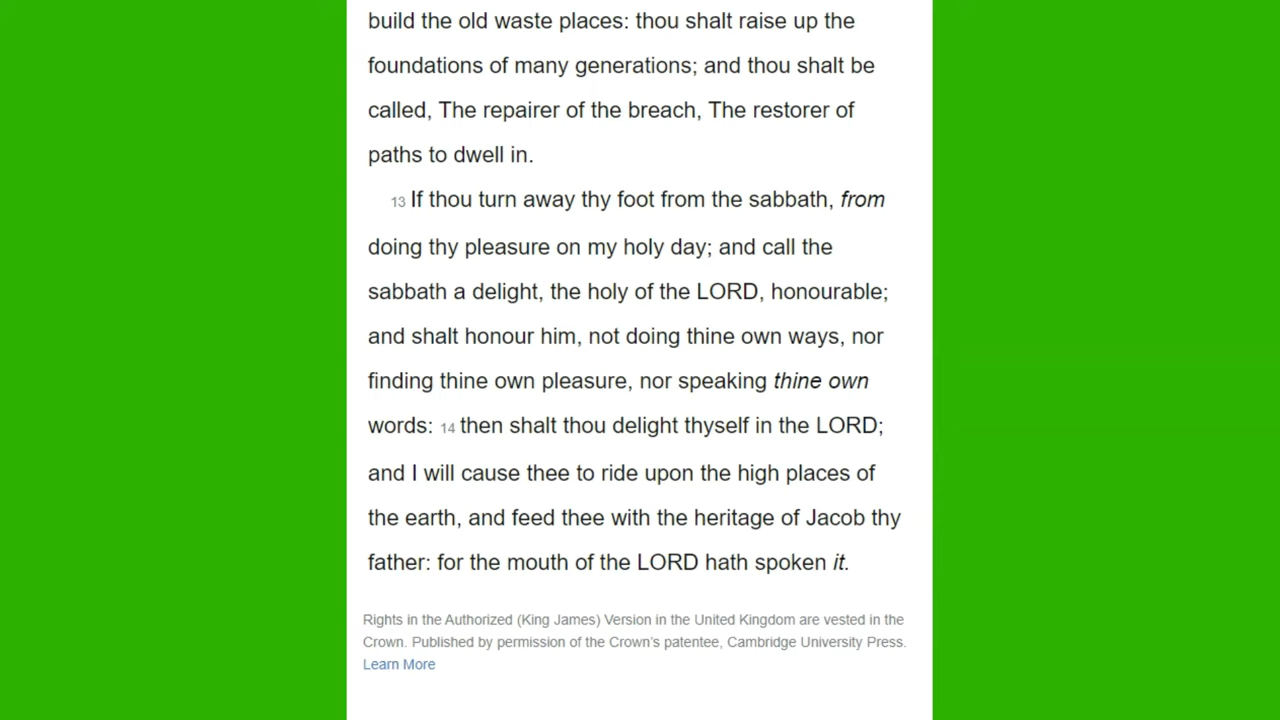 build the old waste places: thou shalt raise up the
foundations of many generations; and thou shalt be
called, The repairer of the breach, The restorer of
paths to dwell in.
13 If thou turn away thy foot from the sabbath, from
doing thy pleasure on my holy day; and call the
sabbath a delight, the holy of the LORD, honourable;
and shalt honour him, not doing thine own ways, nor
finding thine own pleasure, nor speaking thine own
words: 14 then shalt thou delight thyself in the LORD;
and I will cause thee to ride upon the high places of
the earth, and feed thee with the heritage of Jacob thy
father: for the mouth of the LORD hath spoken it.
Rights in the Authorized (King James) Version in the United Kingdom are vested in the
Crown. Published by permission of the Crown’s patentee, Cambridge University Press.
Learn More